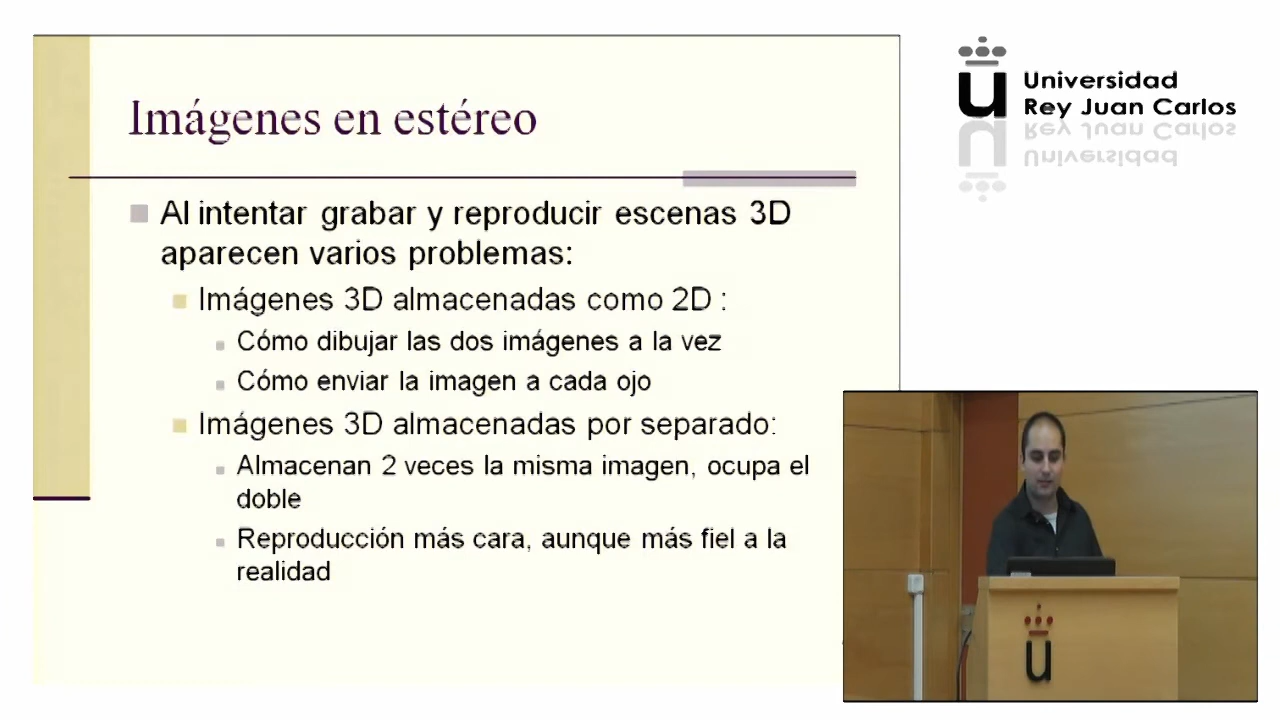 Imágenes en estéreo
Al intentar grabar y reproducir escenas 3D
aparecen varios problemas:
Imágenes 3D almacenadas como 2D :
Cómo dibujar las dos imágenes a la vez
Cómo enviar la imagen a cada ojo
Imágenes 3D almacenadas por separado:
Almacenan 2 veces la misma imagen, ocupa el
doble
Reproducción más cara, aunque más fiel a la
realidad
u Universidad
Rey Juan Carlos
u